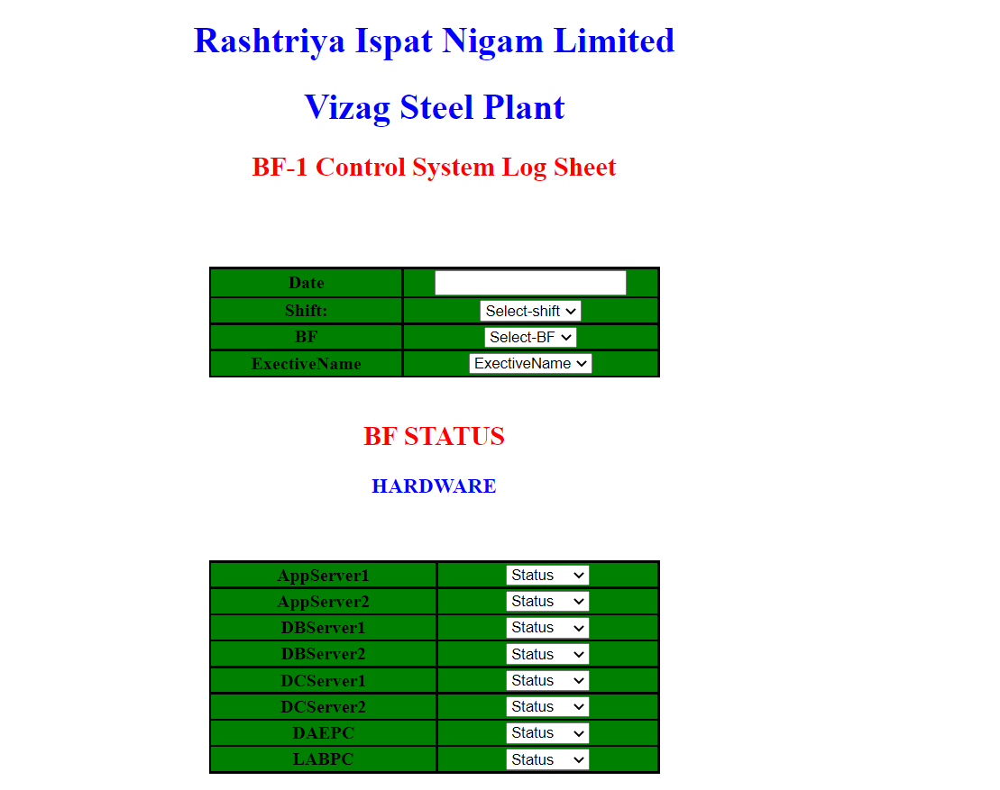 Rashtriya Ispat Nigam Limited
Vizag Steel Plant
BF-1 Control System Log Sheet
Date
Shift: Select-shift
BF Select-BF
ExectiveName ExectiveName
BF STATUS
HARDWARE
AppServer1 Status
AppServer2 Status
DBServer1 Status
DBServer2 Status
DCServer1 Status
DCServer2 Status
DAEPC Status
LABPC Status